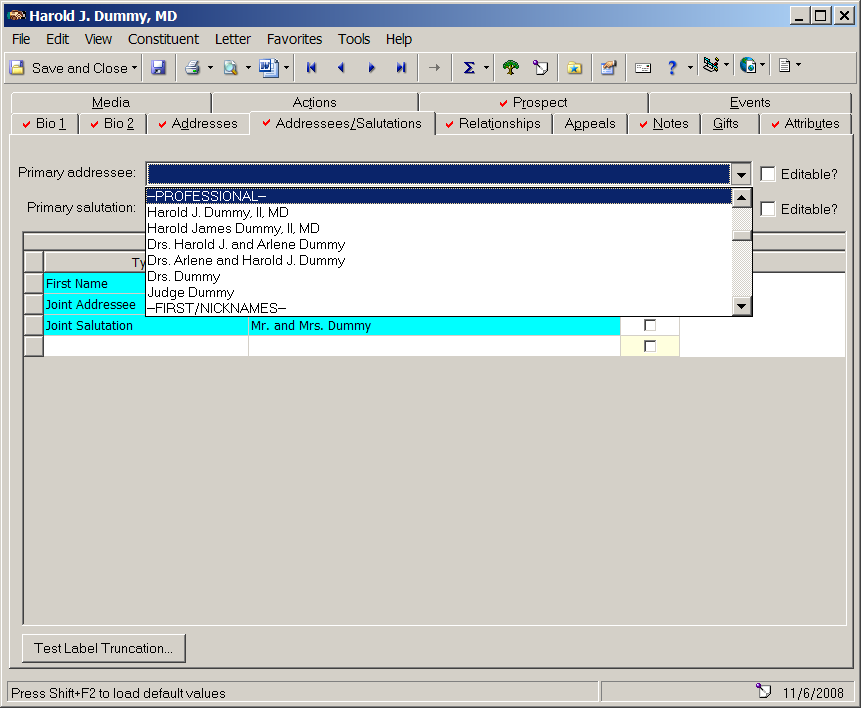 Harold J. Dummy, MD
File Edit View Constituent Letter Favorites Tools Help
Save and Close
Media Actions Prospect Events
Bio 1 Bio 2 Addresses Addressees/Salutations Relationships Appeals Notes Gifts Attributes
Primary addressee: Editable?
–PROFESSIONAL–
Primary salutation: Editable?
Harold J. Dummy, II, MD
Harold James Dummy, II, MD
Drs. Harold J. and Arlene Dummy
Drs. Arlene and Harold J. Dummy
Drs. Dummy
Judge Dummy
–FIRST/NICKNAMES–
Ty
First Name
Joint Addressee
Joint Salutation Mr. and Mrs. Dummy
Test Label Truncation...
Press Shift+F2 to load default values 11/6/2008